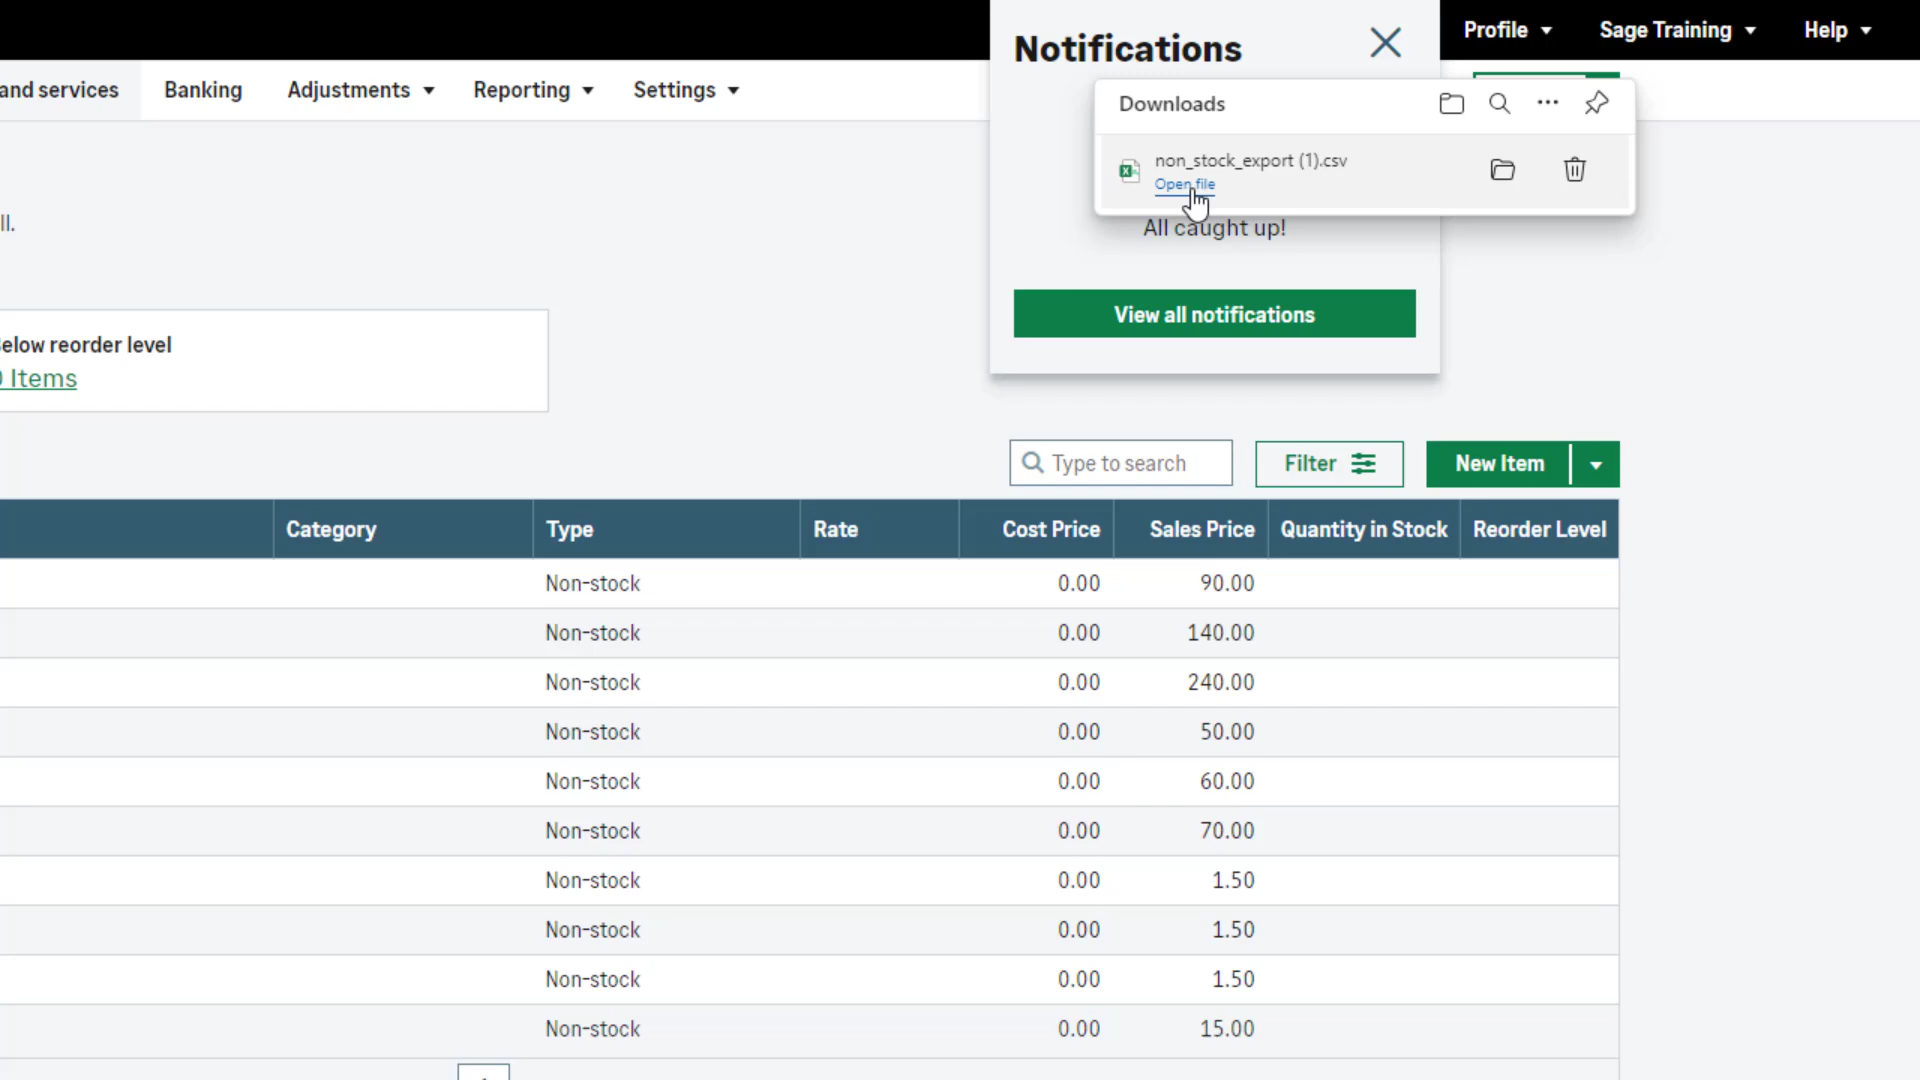 Notifications
Profile
Sage Training
Help
and services
Banking
Adjustments
Reporting
Settings
Downloads
non_stock_export (1).csv
Open file
ll.
All caught up!
View all notifications
elow reorder level
Items
Type to search
Filter
New Item
Category Type Rate Cost Price Sales Price Quantity in Stock Reorder Level
Non-stock 0.00 90.00
Non-stock 0.00 140.00
Non-stock 0.00 240.00
Non-stock 0.00 50.00
Non-stock 0.00 60.00
Non-stock 0.00 70.00
Non-stock 0.00 1.50
Non-stock 0.00 1.50
Non-stock 0.00 1.50
Non-stock 0.00 15.00